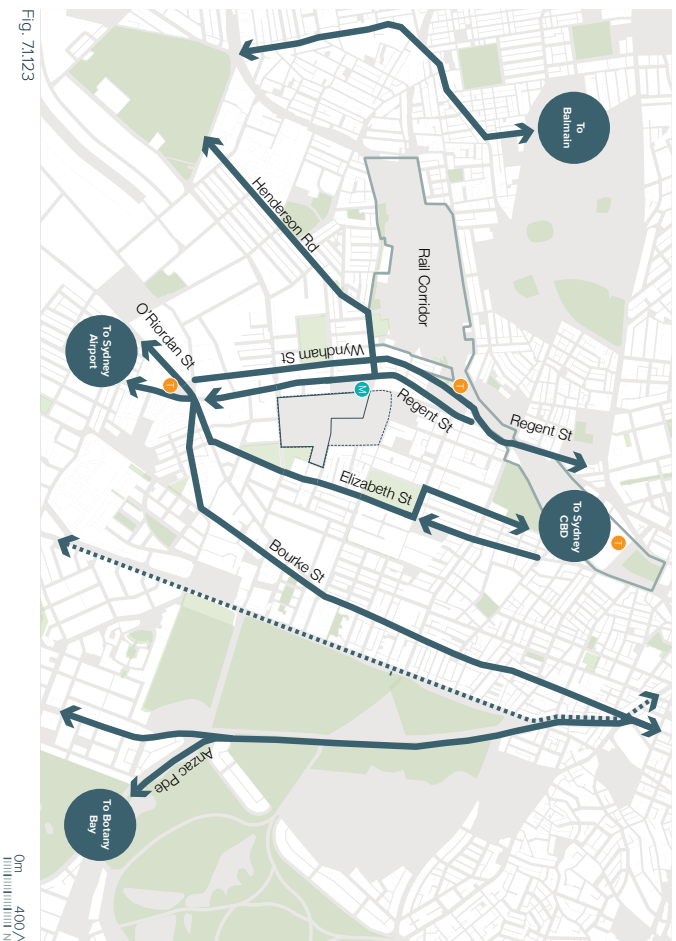 To
Balmain
Rail Corridor
Henderson Rd
O'Riordan St
To Sydney
Airport
Wyndham St
T
T
M
Regent St
Regent St
Elizabeth St
To Sydney
CBD
T
Bourke St
Anzac Pde
To Botany
Bay
Fig. 7.1.123
0m
400
N